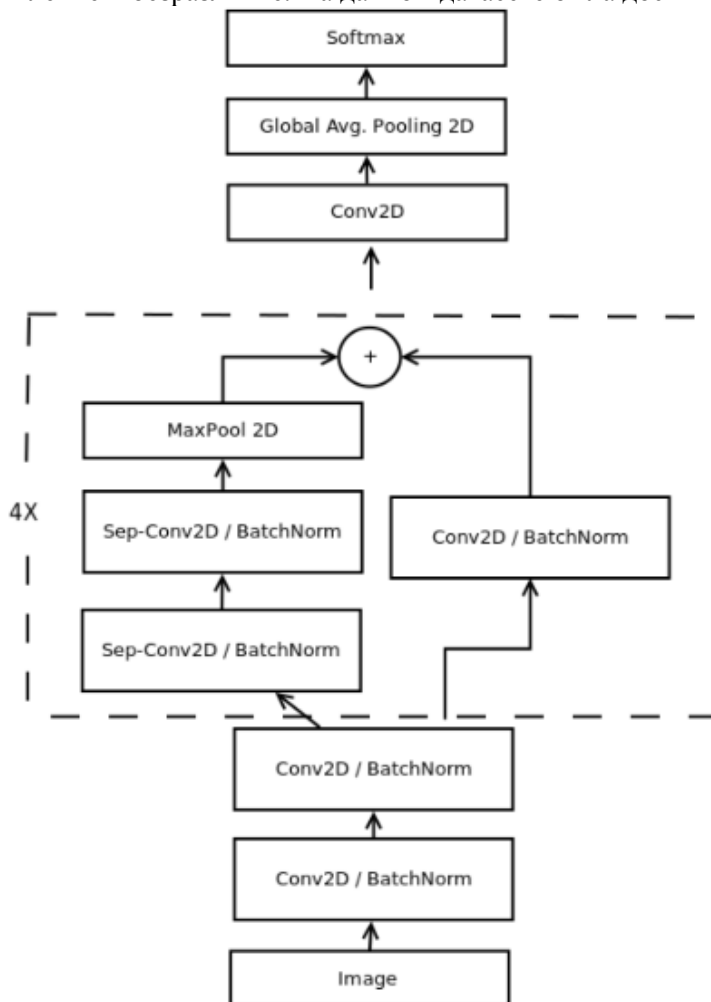 Softmax
Global Avg. Pooling 2D
Conv2D
+
MaxPool 2D
4X
Sep-Conv2D / BatchNorm
Conv2D / BatchNorm
Sep-Conv2D / BatchNorm
Conv2D / BatchNorm
Conv2D / BatchNorm
Image